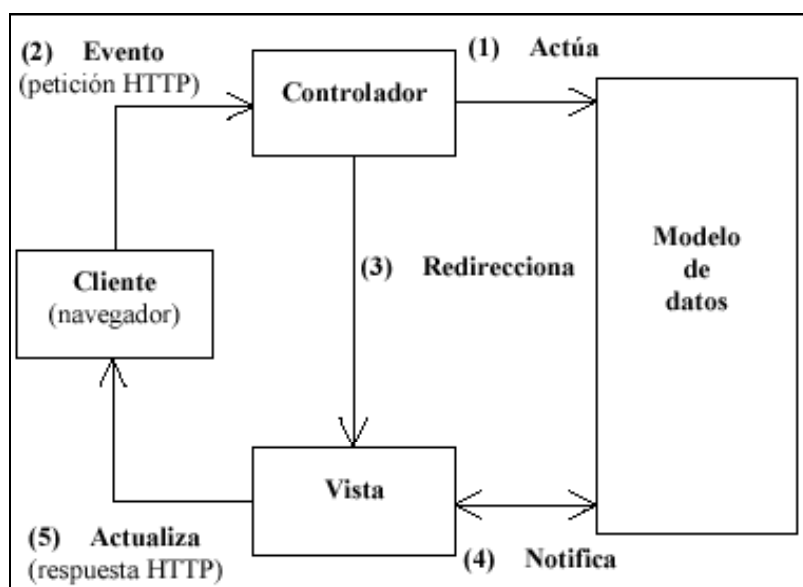 (2) Evento
(petición HTTP)
(1) Actúa
Controlador
Modelo
de
datos
(3) Redirecciona
Cliente
(navegador)
Vista
(5) Actualiza
(respuesta HTTP)
(4) Notifica